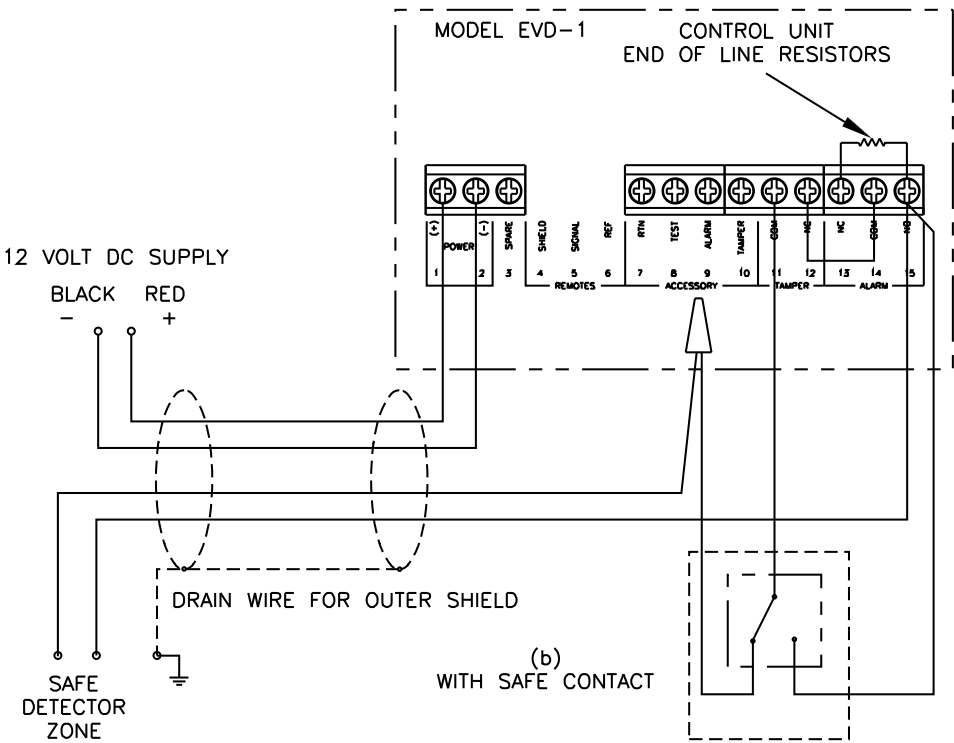 MODEL EVD-1
CONTROL UNIT
END OF LINE RESISTORS
(+)
POWER
(-)
SPARE
SHIELD
SIGNAL
REF
RTN
TEST
ALARM
TAMPER
COM
NC
NC
COM
NO
1 2 3 4 5 6 7 8 9 10 11 12 13 14 15
REMOTES ACCESSORY TAMPER ALARM
12 VOLT DC SUPPLY
BLACK RED
- +
DRAIN WIRE FOR OUTER SHIELD
(b)
WITH SAFE CONTACT
SAFE
DETECTOR
ZONE